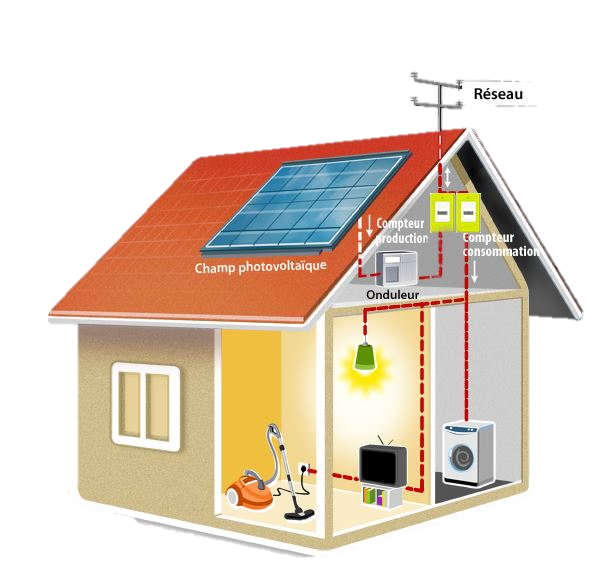 Réseau
Compteur
production
Compteur
consommation
Champ photovoltaïque
Onduleur